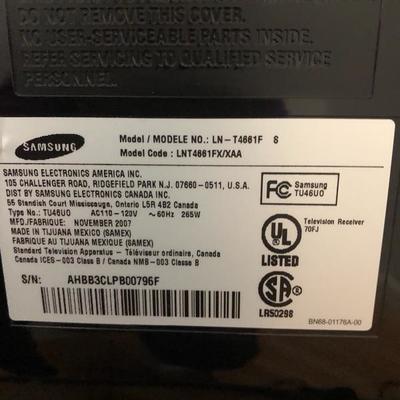 DO NOT REMOVE THIS COVER.
NO USER-SERVICEABLE PARTS INSIDE.
REFER SERVICING TO QUALIFIED SERVICE
PERSONNEL.
SAMSUNG
Model / MODELE NO.: LN-T4661F S
Model Code : LNT4661FX/XAA
SAMSUNG ELECTRONICS AMERICA INC.
105 CHALLENGER ROAD, RIDGEFIELD PARK N.J. 07660-0511, U.S.A.
DIST BY SAMSUNG ELECTRONICS CANADA INC.
55 Standish Court Mississouga, Ontario L5R 4B2 Canada
Type No.: TU46UO AC110-120V ~60Hz 265W
MANUFACTURED: NOVEMBER 2007
MADE IN TIJUANA MEXICO (SAMEX)
FABRIQUE AU TIJUANA MEXIQUE (SAMEX)
Standard Television Apparatus - Téléviseur ordinaire, Canada
Canada ICES-003 Class B / Canada NMB-003 Classe B
S/N: AHBB3CLPB00796F
FC Samsung
TU46UO
UL
LISTED
Television Receiver
70FJ
SA
LR50298
BN68-01176A-00